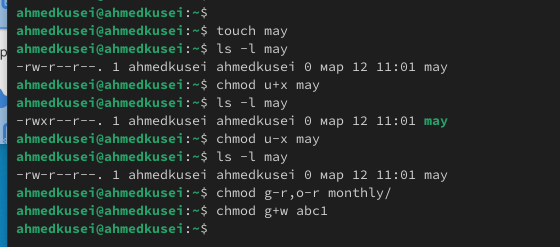 ahmedkusei@ahmedkusei:~$
ahmedkusei@ahmedkusei:~$ touch may
ahmedkusei@ahmedkusei:~$ ls -l may
-rw-r--r--. 1 ahmedkusei ahmedkusei 0 мар 12 11:01 may
ahmedkusei@ahmedkusei:~$ chmod u+x may
ahmedkusei@ahmedkusei:~$ ls -l may
-rwxr--r--. 1 ahmedkusei ahmedkusei 0 мар 12 11:01 may
ahmedkusei@ahmedkusei:~$ chmod u-x may
ahmedkusei@ahmedkusei:~$ ls -l may
-rw-r--r--. 1 ahmedkusei ahmedkusei 0 мар 12 11:01 may
ahmedkusei@ahmedkusei:~$ chmod g-r,o-r monthly/
ahmedkusei@ahmedkusei:~$ chmod g+w abc1
ahmedkusei@ahmedkusei:~$